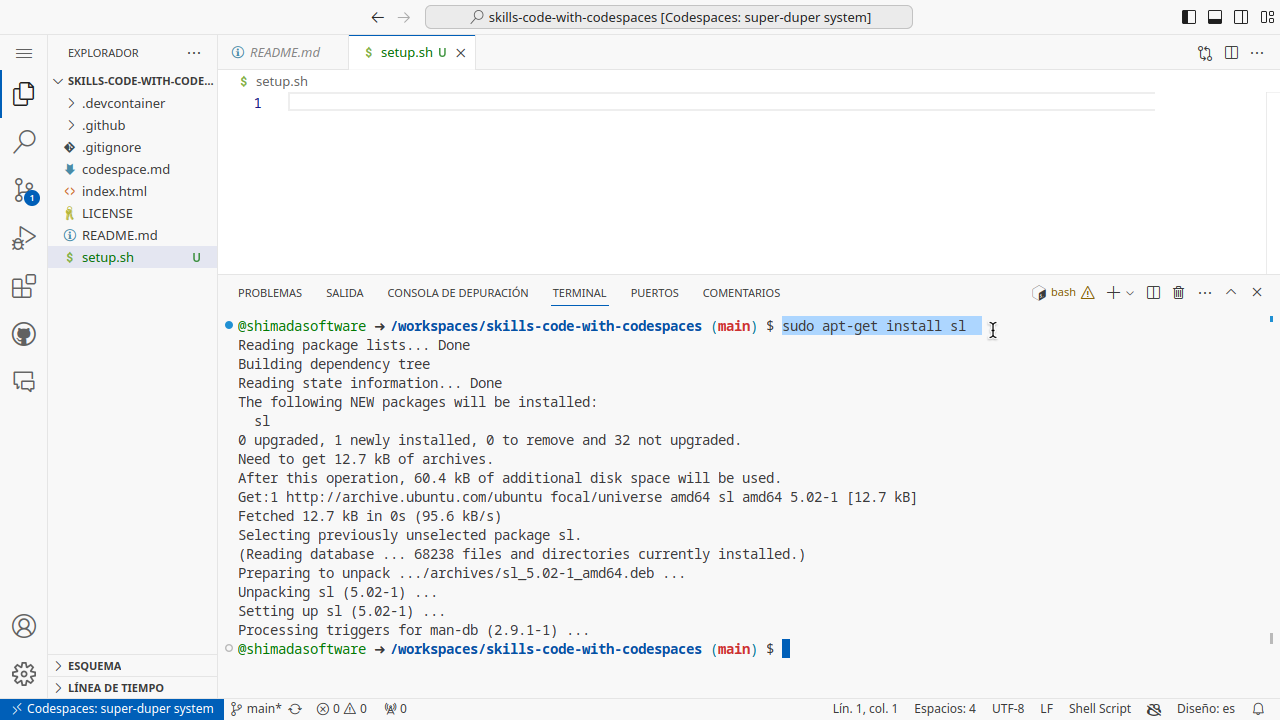 skills-code-with-codespaces [Codespaces: super-duper system]
EXPLORADOR
SKILLS-CODE-WITH-CODE...
.devcontainer
.github
.gitignore
codespace.md
index.html
LICENSE
README.md
setup.sh U
ESQUEMA
LÍNEA DE TIEMPO
1
README.md
setup.sh U
$ setup.sh
1
PROBLEMAS SALIDA CONSOLA DE DEPURACIÓN TERMINAL PUERTOS COMENTARIOS
bash
@shimadasoftware ➜ /workspaces/skills-code-with-codespaces (main) $ sudo apt-get install sl
Reading package lists... Done
Building dependency tree
Reading state information... Done
The following NEW packages will be installed:
sl
0 upgraded, 1 newly installed, 0 to remove and 32 not upgraded.
Need to get 12.7 kB of archives.
After this operation, 60.4 kB of additional disk space will be used.
Get:1 http://archive.ubuntu.com/ubuntu focal/universe amd64 sl amd64 5.02-1 [12.7 kB]
Fetched 12.7 kB in 0s (95.6 kB/s)
Selecting previously unselected package sl.
(Reading database ... 68238 files and directories currently installed.)
Preparing to unpack .../archives/sl_5.02-1_amd64.deb ...
Unpacking sl (5.02-1) ...
Setting up sl (5.02-1) ...
Processing triggers for man-db (2.9.1-1) ...
@shimadasoftware ➜ /workspaces/skills-code-with-codespaces (main) $
Codespaces: super-duper system main* 0 0 0 Lín. 1, col. 1 Espacios: 4 UTF-8 LF Shell Script Diseño: es